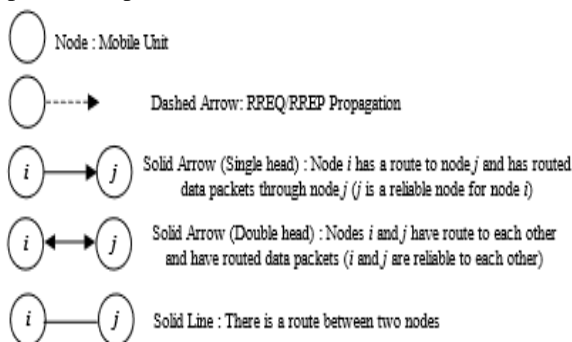 Node : Mobile Unit
Dashed Arrow: RREQ/RREP Propagation
i j Solid Arrow (Single head) : Node i has a route to node j and has routed
data packets through node j (j is a reliable node for node i)
i j Solid Arrow (Double head) : Nodes i and j have route to each other
and have routed data packets (i and j are reliable to each other)
i j Solid Line : There is a route between two nodes